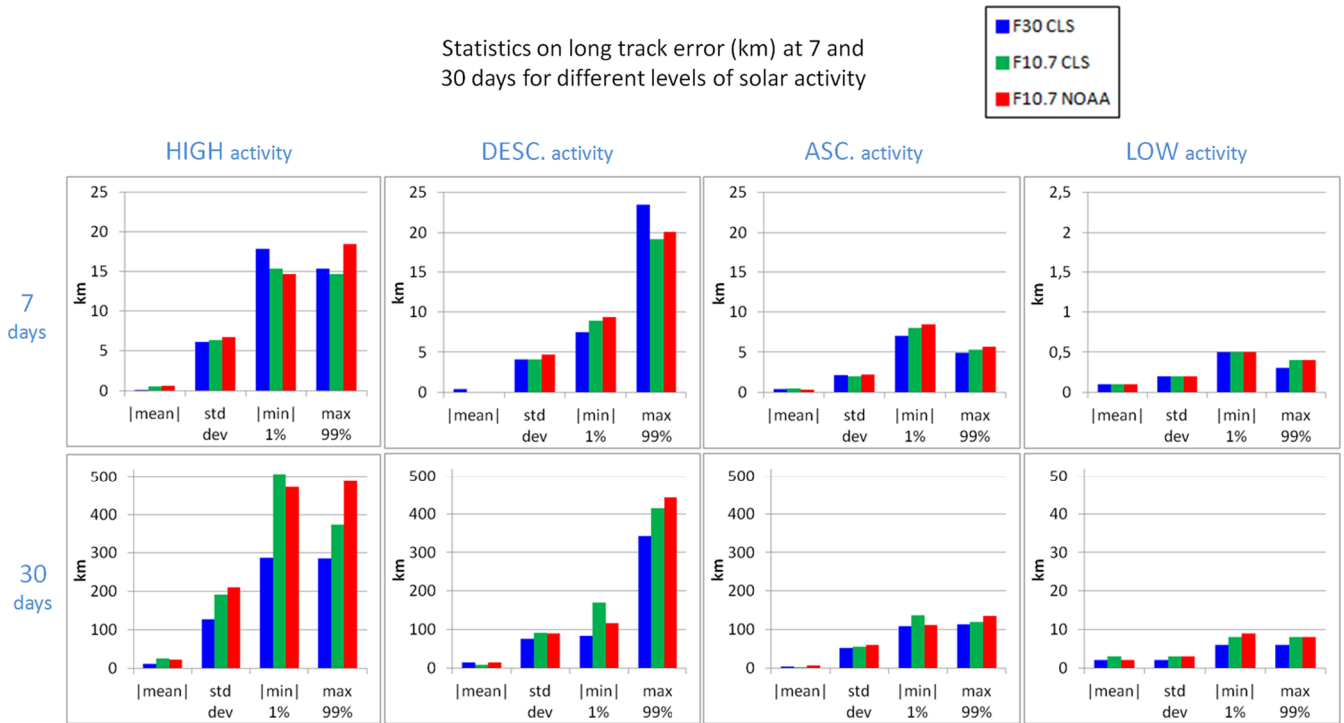 Statistics on long track error (km) at 7 and
30 days for different levels of solar activity
F30 CLS
F10.7 CLS
F10.7 NOAA
HIGH activity
DESC. activity
ASC. activity
LOW activity
7
days
25
20
15
10
5
0
km
|mean|
std
dev
|min|
1%
max
99%
25
20
15
10
5
0
km
|mean|
std
dev
|min|
1%
max
99%
25
20
15
10
5
0
km
|mean|
std
dev
|min|
1%
max
99%
2,5
2
1,5
1
0,5
0
km
|mean|
std
dev
|min|
1%
max
99%
30
days
500
400
300
200
100
0
km
|mean|
std
dev
|min|
1%
max
99%
500
400
300
200
100
0
km
|mean|
std
dev
|min|
1%
max
99%
500
400
300
200
100
0
km
|mean|
std
dev
|min|
1%
max
99%
50
40
30
20
10
0
km
|mean|
std
dev
|min|
1%
max
99%